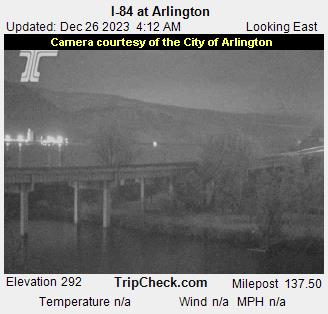 I-84 at Arlington
Updated: Dec 26 2023 4:12 AM Looking East
Camera courtesy of the City of Arlington
Elevation 292 TripCheck.com Milepost 137.50
Temperature n/a Wind n/a MPH n/a